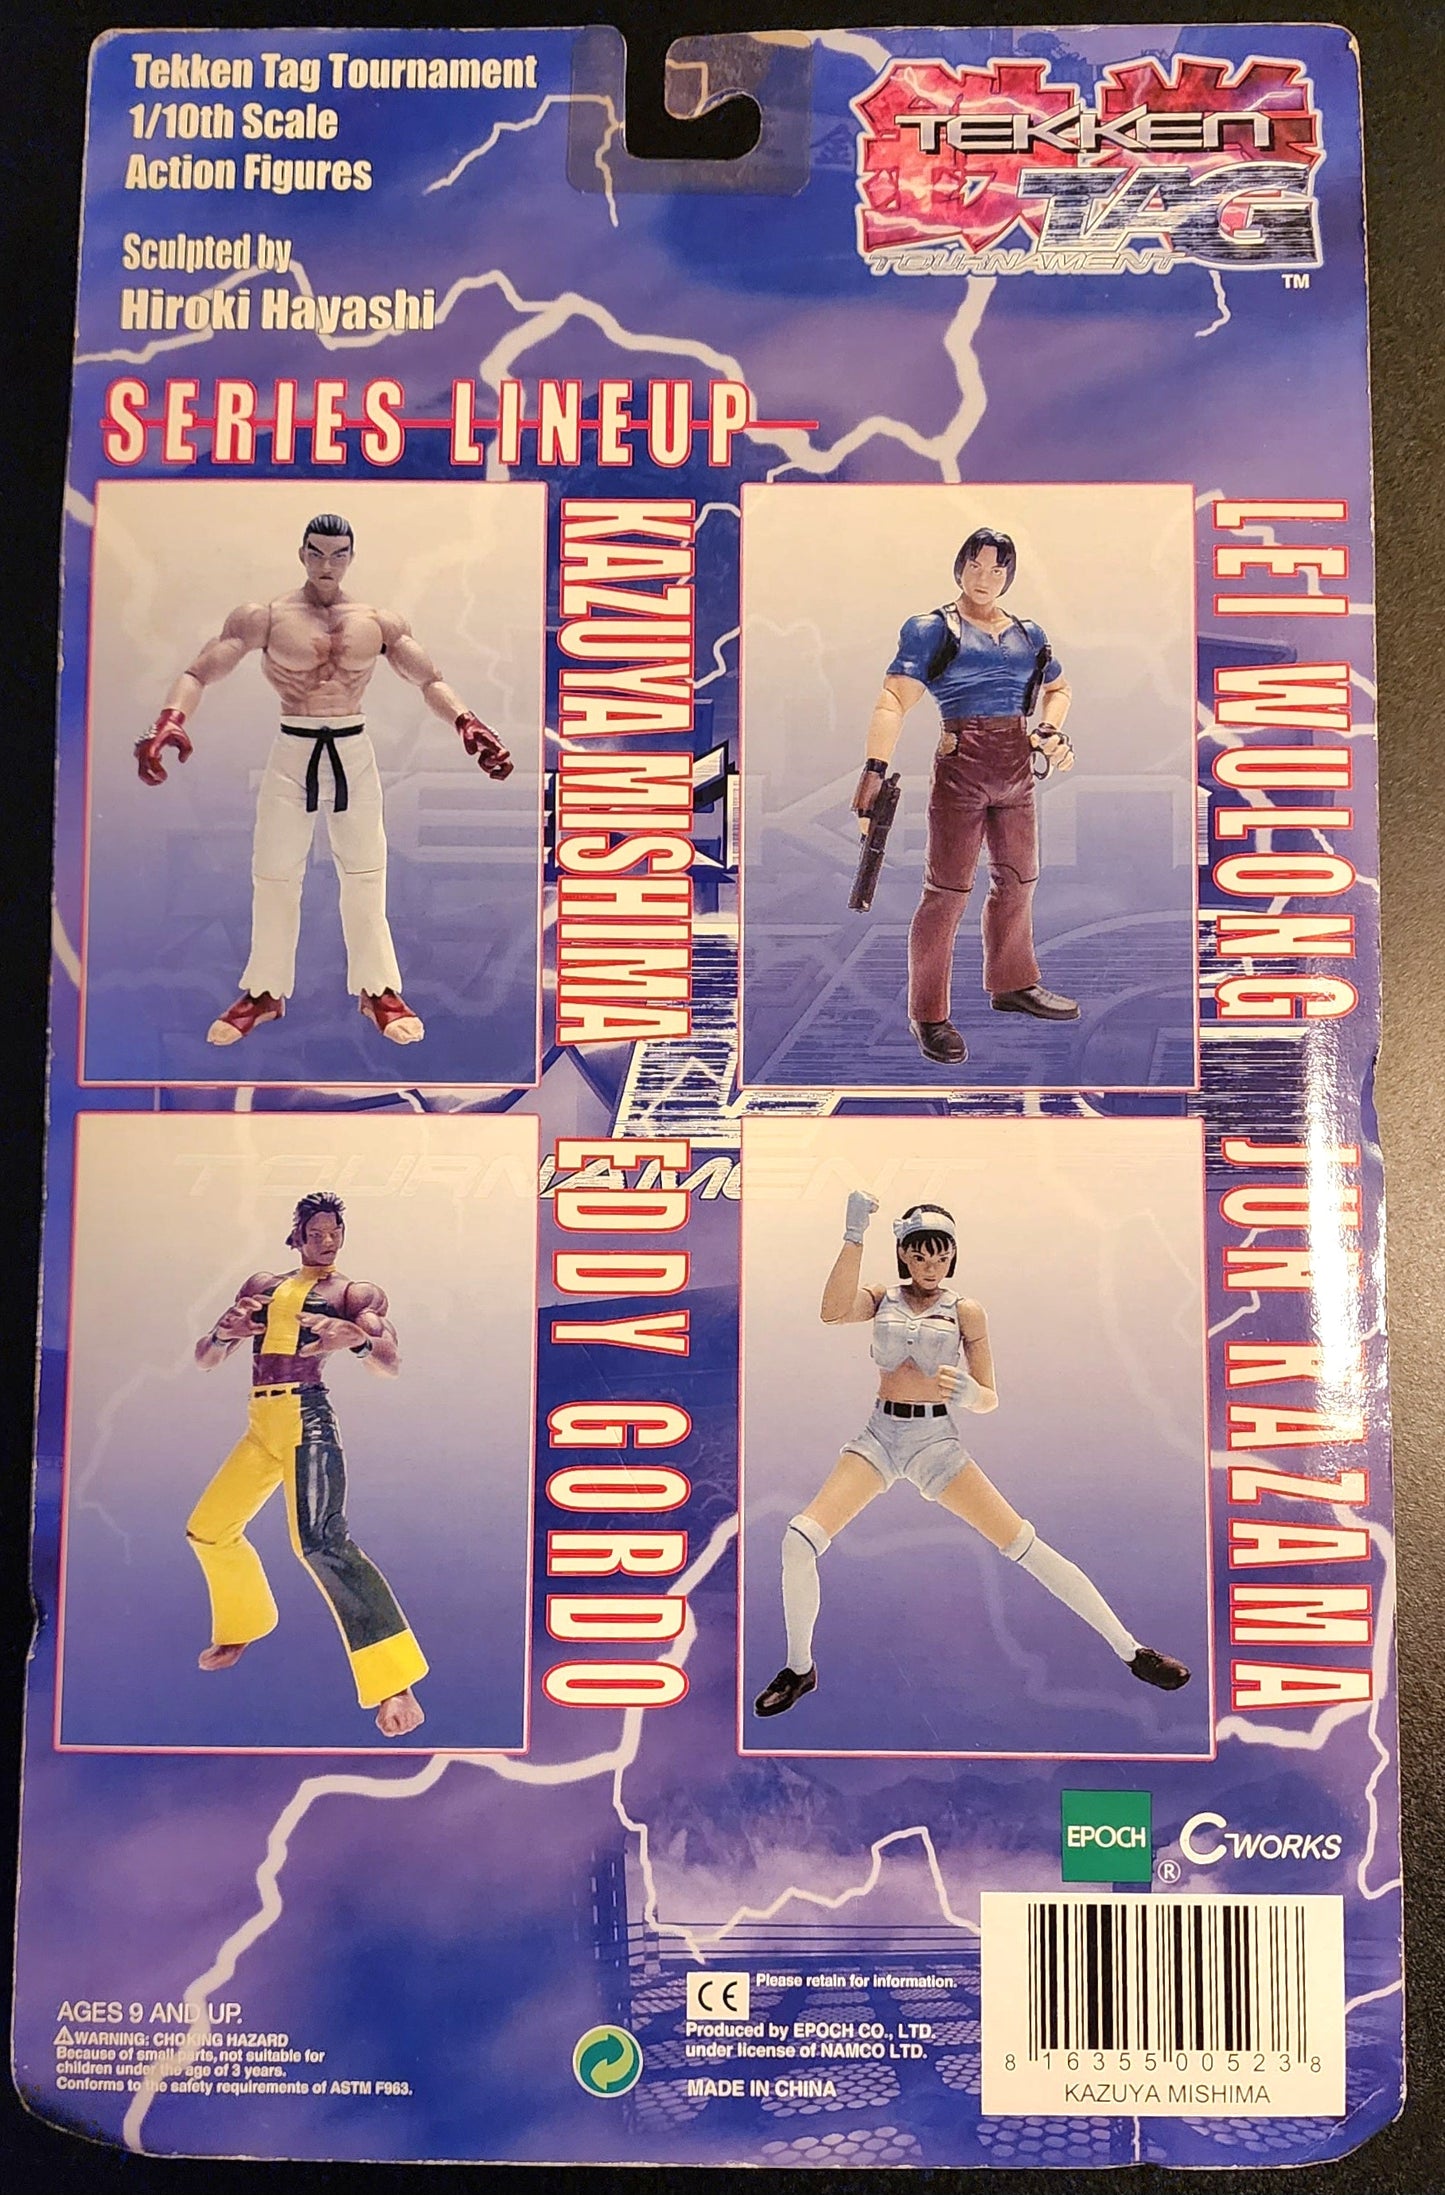 Tekken Tag Tournament
1/10th Scale
Action Figures
Sculpted by
Hiroki Hayashi
TEKKEN
TAG
TOURNAMENT
TM
SERIES LINEUP
KAZUYA MISHIMA
LEI WULONG
EDDY GORDO
JUN KAZAMA
TOURNAMENT
EPOCH
®
C WORKS
AGES 9 AND UP.
⚠WARNING: CHOKING HAZARD
Because of small parts, not suitable for
children under the age of 3 years.
Conforms to the safety requirements of ASTM F963.
CE
Please retain for information.
Produced by EPOCH CO., LTD.
under license of NAMCO LTD.
MADE IN CHINA
8 16355 00523 8
KAZUYA MISHIMA